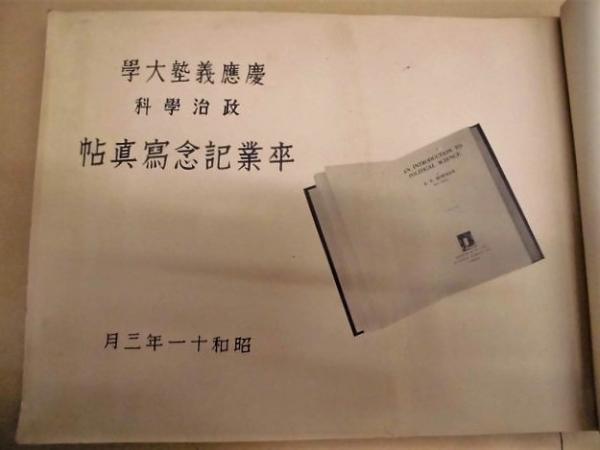 慶應義塾大學
政治學科
卒業記念寫眞帖
昭和十一年三月
AN INTRODUCTION TO
POLITICAL SCIENCE